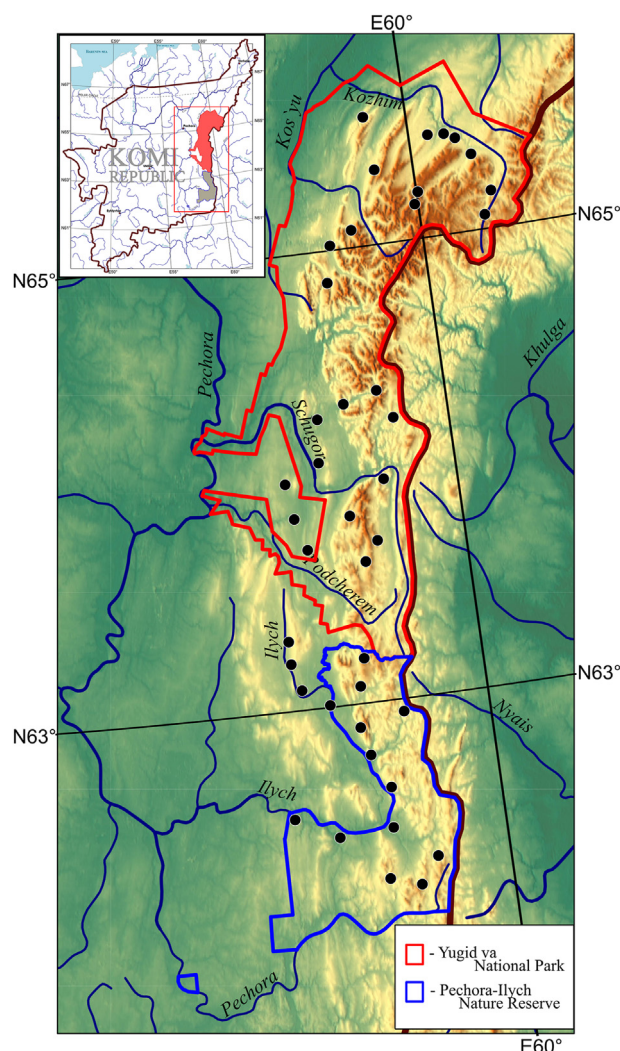 E60°
KOMI
REPUBLIC
Kozhim
Kos'yu
N65°
N65°
Pechora
Khulga
Schugor
Podcherem
Ilych
N63°
N63°
Nyais
Ilych
Pechora
- Yugid va
National Park
- Pechora-Ilych
Nature Reserve
E60°